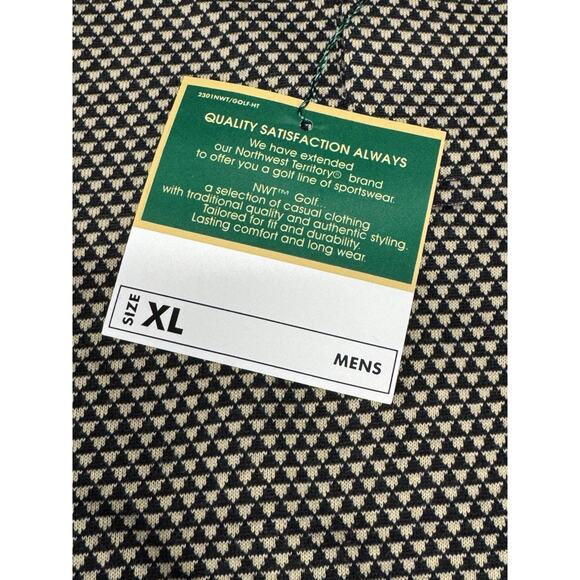 2301NWT/GOLF-HT
QUALITY SATISFACTION ALWAYS
We have extended
our Northwest Territory® brand
to offer you a golf line of sportswear.
NWT™ Golf...
a selection of casual clothing
with traditional quality and authentic styling.
Tailored for fit and durability.
Lasting comfort and long wear.
SIZE XL
MENS